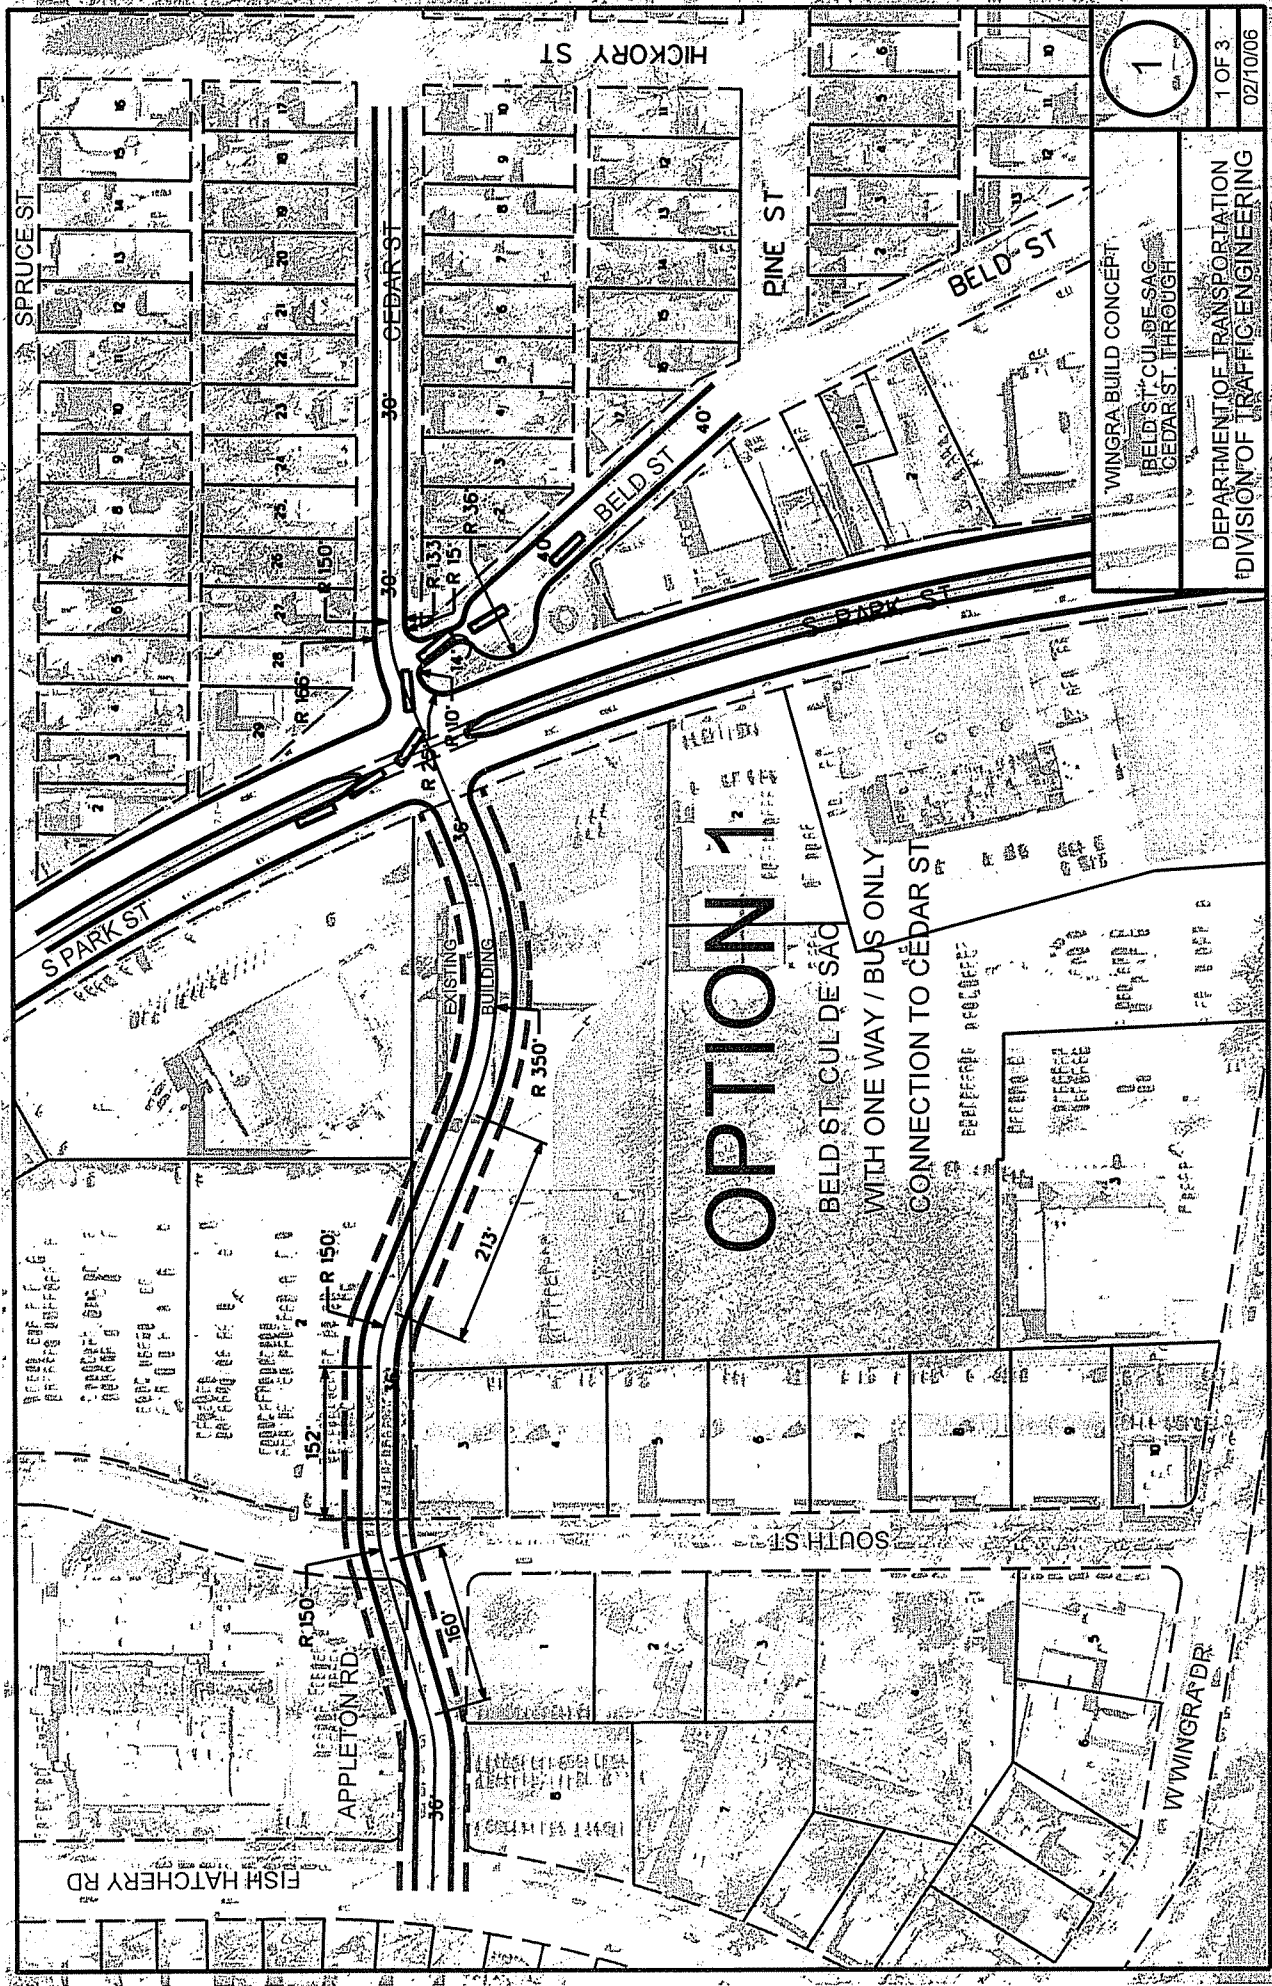 SPRUCE ST
HICKORY ST
CEDAR ST
PINE ST
BELD ST
BELD ST
S PARK ST
S PARK ST
APPLETON RD
FISH HATCHERY RD
SOUTH ST
W WINGRA DR
EXISTING
BUILDING
OPTION 1
BELD ST CUL DE SAC
WITH ONE WAY / BUS ONLY
CONNECTION TO CEDAR ST
R 150'
R 166'
R 133'
R 15'
R 36'
R 10'
14'
30'
30'
40'
40'
36'
R 350'
213'
R 150'
152'
36'
R 150'
160'
36'
WINGRA BUILD CONCEPT
BELD ST. CUL DE SAC
CEDAR ST. THROUGH
DEPARTMENT OF TRANSPORTATION
DIVISION OF TRAFFIC ENGINEERING
1
1 OF 3
02/10/06